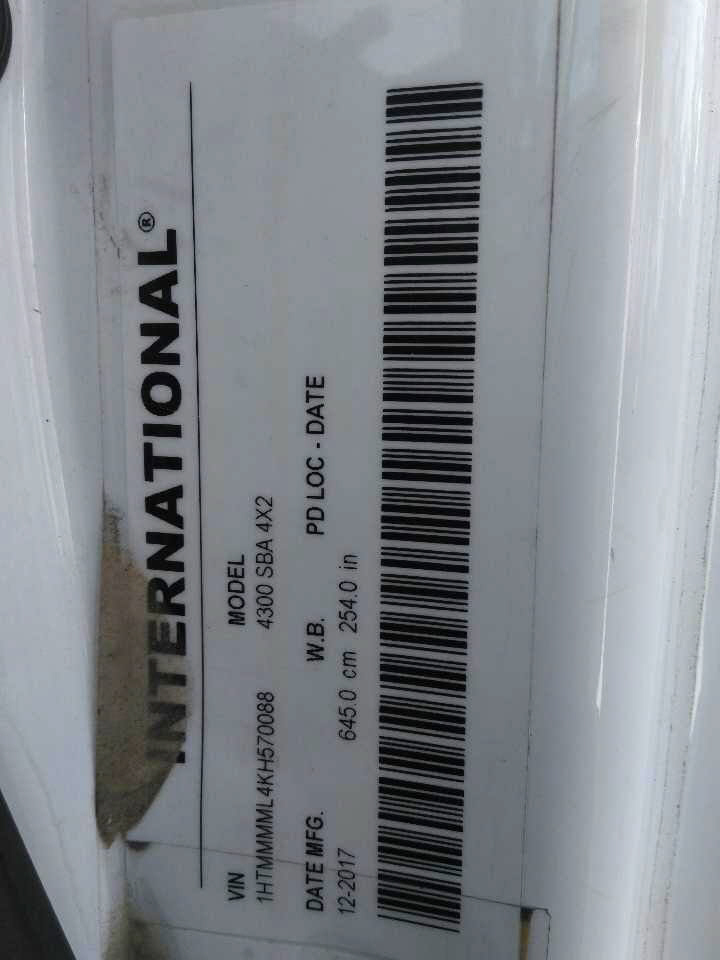 INTERNATIONAL®
VIN MODEL
1HTMMMML4KH570088 4300 SBA 4X2
DATE MFG. W.B. PD LOC - DATE
12-2017 645.0 cm 254.0 in